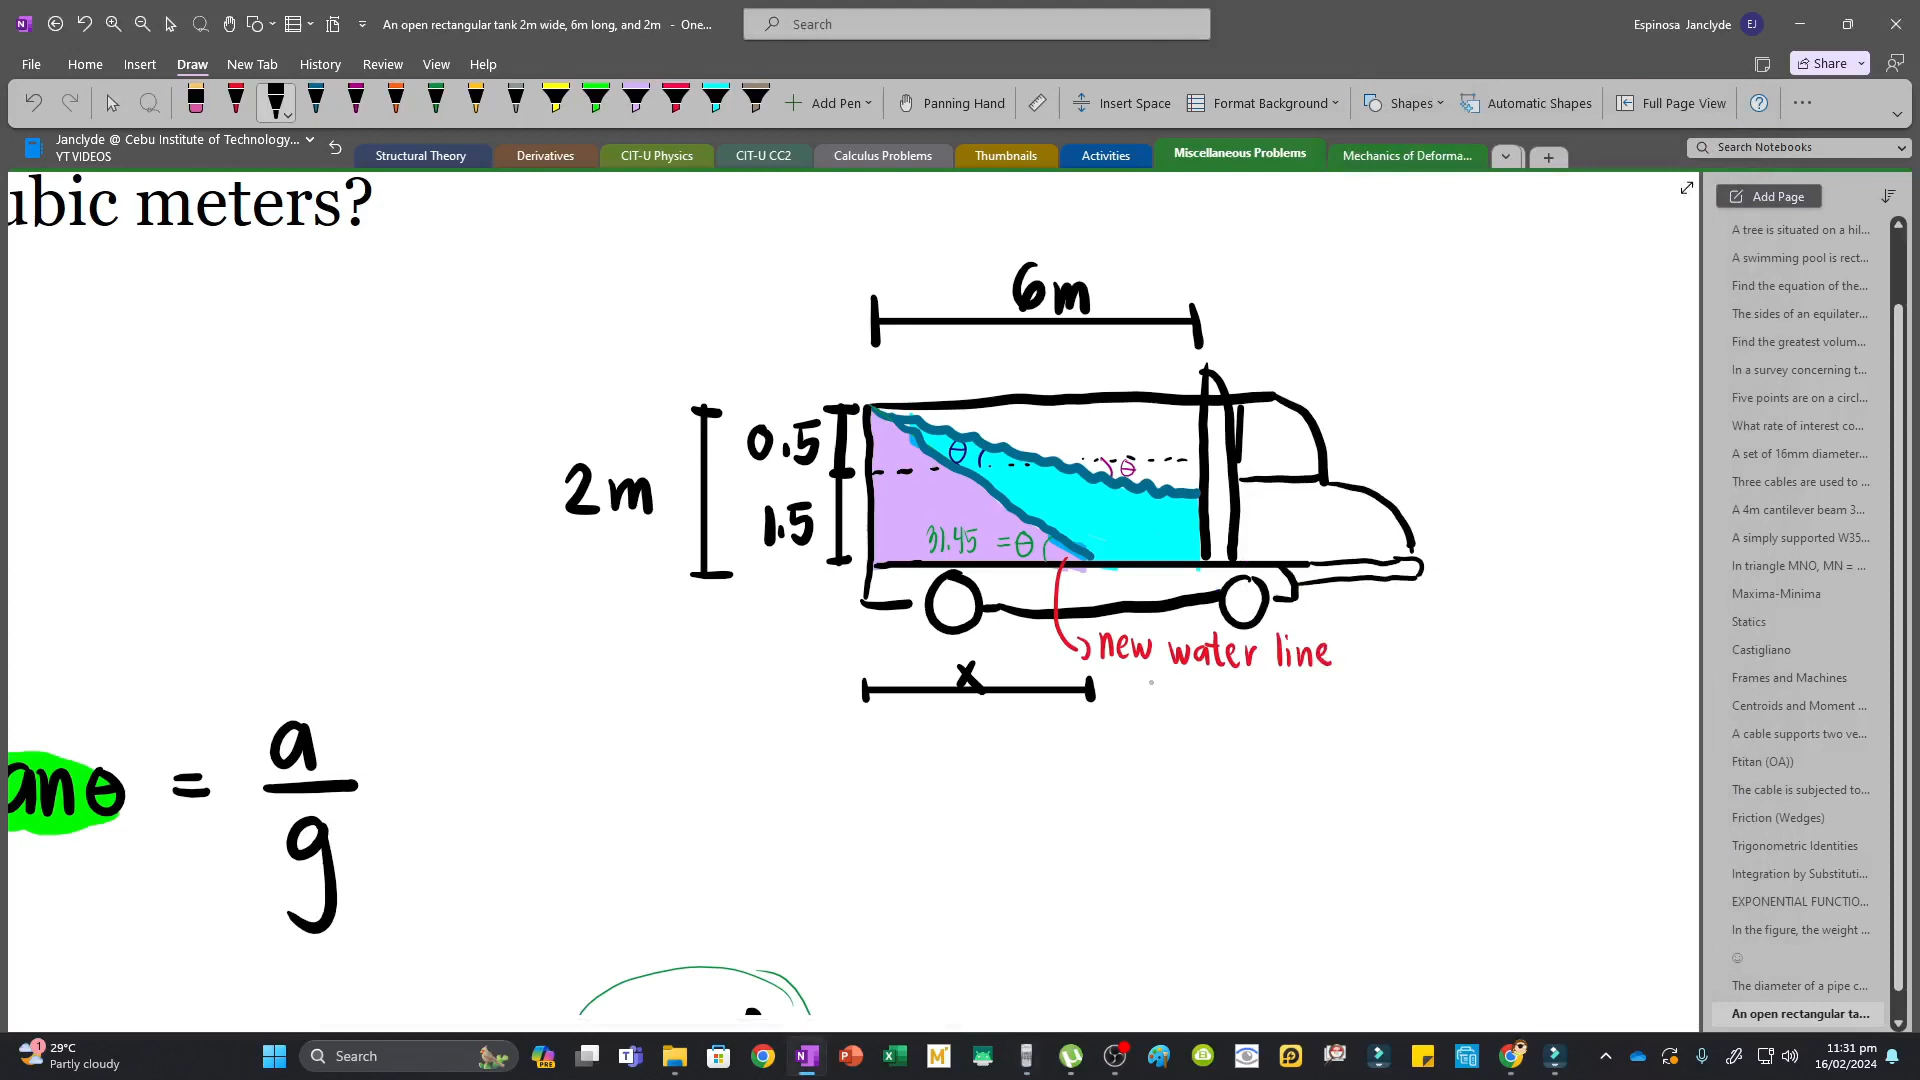 An open rectangular tank 2m wide, 6m long, and 2m - One...
Search
Espinosa Janclyde
EJ
File Home Insert Draw New Tab History Review View Help
Share
Add Pen
Panning Hand
Insert Space
Format Background
Shapes
Automatic Shapes
Full Page View
Janclyde @ Cebu Institute of Technology...
YT VIDEOS
Structural Theory
Derivatives
CIT-U Physics
CIT-U CC2
Calculus Problems
Thumbnails
Activities
Miscellaneous Problems
Mechanics of Deforma...
Search Notebooks
ubic meters?
6m
0.5
2m
1.5
θ
θ
31.45 = θ
new water line
x
anθ = a
g
Add Page
A tree is situated on a hil...
A swimming pool is rect...
Find the equation of the...
The sides of an equilater...
Find the greatest volum...
In a survey concerning t...
Five points are on a circl...
What rate of interest co...
A set of 16mm diameter...
Three cables are used to ...
A 4m cantilever beam 3...
A simply supported W35...
In triangle MNO, MN = ...
Maxima-Minima
Statics
Castigliano
Frames and Machines
Centroids and Moment ...
A cable supports two ve...
Ftitan (OA))
The cable is subjected to...
Friction (Wedges)
Trigonometric Identities
Integration by Substituti...
EXPONENTIAL FUNCTIO...
In the figure, the weight ...
☺
The diameter of a pipe c...
An open rectangular ta...
1
29°C
Partly cloudy
Search
PRE
11:31 pm
16/02/2024